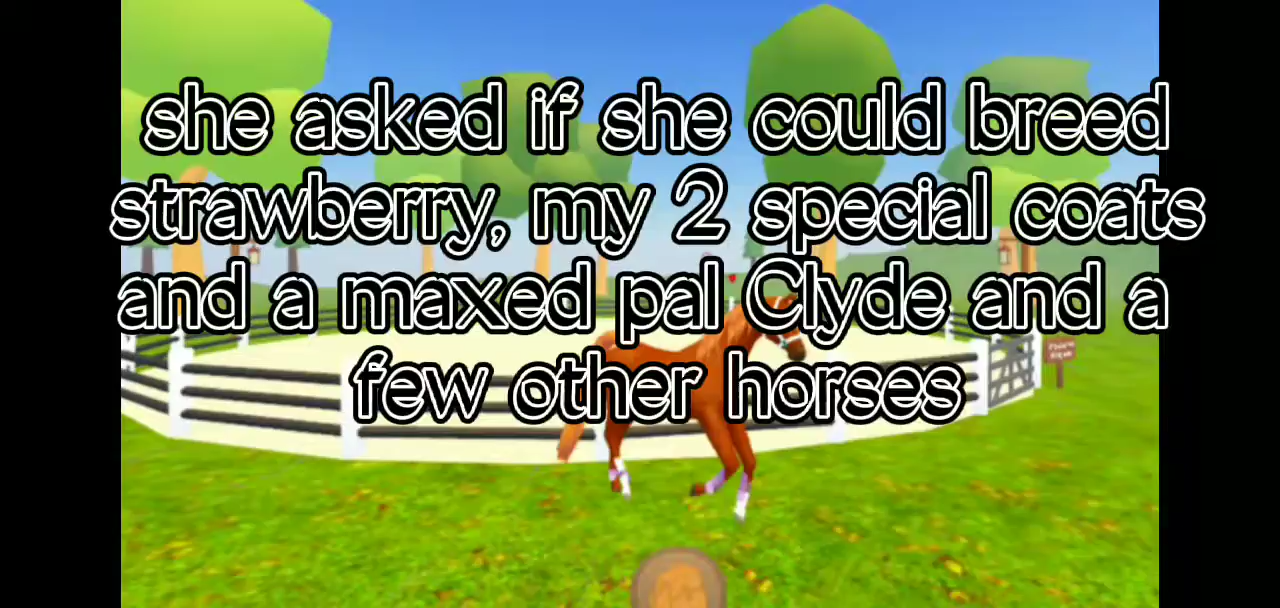 she asked if she could breed
strawberry, my 2 special coats
and a maxed pal Clyde and a
few other horses